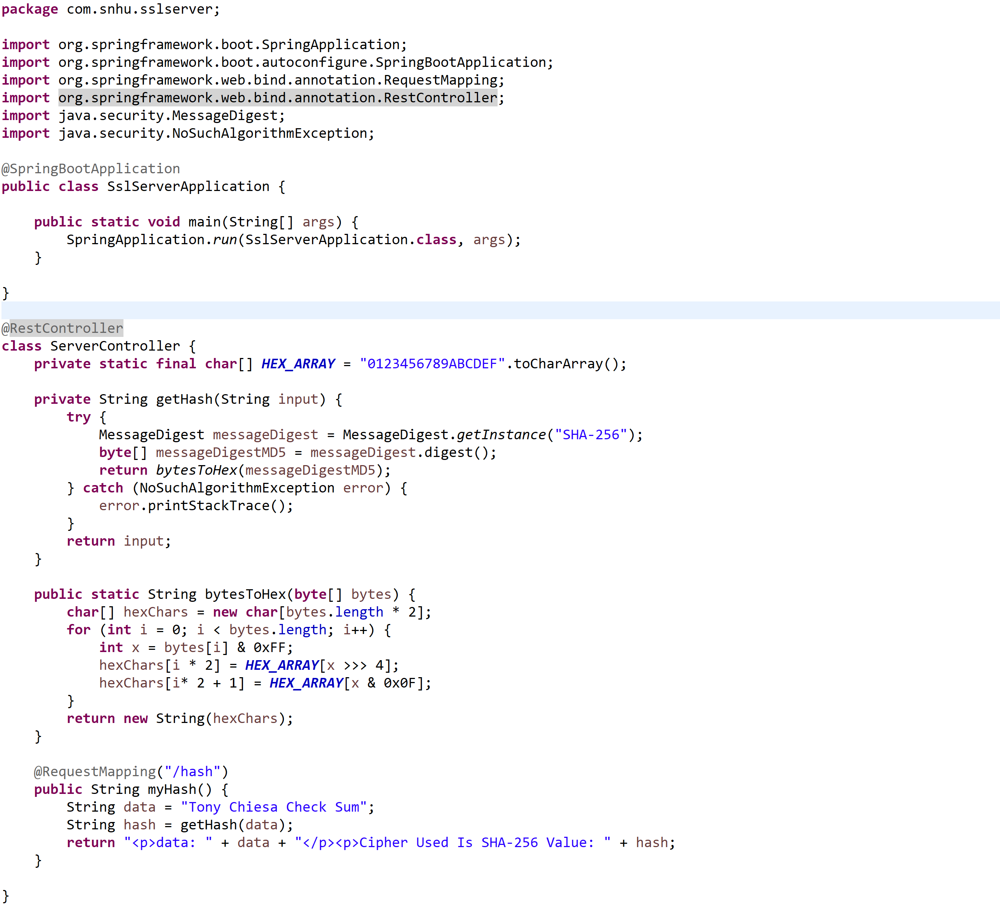 package com.snhu.sslserver;

import org.springframework.boot.SpringApplication;
import org.springframework.boot.autoconfigure.SpringBootApplication;
import org.springframework.web.bind.annotation.RequestMapping;
import org.springframework.web.bind.annotation.RestController;
import java.security.MessageDigest;
import java.security.NoSuchAlgorithmException;

@SpringBootApplication
public class SslServerApplication {

    public static void main(String[] args) {
        SpringApplication.run(SslServerApplication.class, args);
    }

}

@RestController
class ServerController {
    private static final char[] HEX_ARRAY = "0123456789ABCDEF".toCharArray();

    private String getHash(String input) {
        try {
            MessageDigest messageDigest = MessageDigest.getInstance("SHA-256");
            byte[] messageDigestMD5 = messageDigest.digest();
            return bytesToHex(messageDigestMD5);
        } catch (NoSuchAlgorithmException error) {
            error.printStackTrace();
        }
        return input;
    }

    public static String bytesToHex(byte[] bytes) {
        char[] hexChars = new char[bytes.length * 2];
        for (int i = 0; i < bytes.length; i++) {
            int x = bytes[i] & 0xFF;
            hexChars[i * 2] = HEX_ARRAY[x >>> 4];
            hexChars[i* 2 + 1] = HEX_ARRAY[x & 0x0F];
        }
        return new String(hexChars);
    }

    @RequestMapping("/hash")
    public String myHash() {
        String data = "Tony Chiesa Check Sum";
        String hash = getHash(data);
        return "<p>data: " + data + "</p><p>Cipher Used Is SHA-256 Value: " + hash;
    }

}